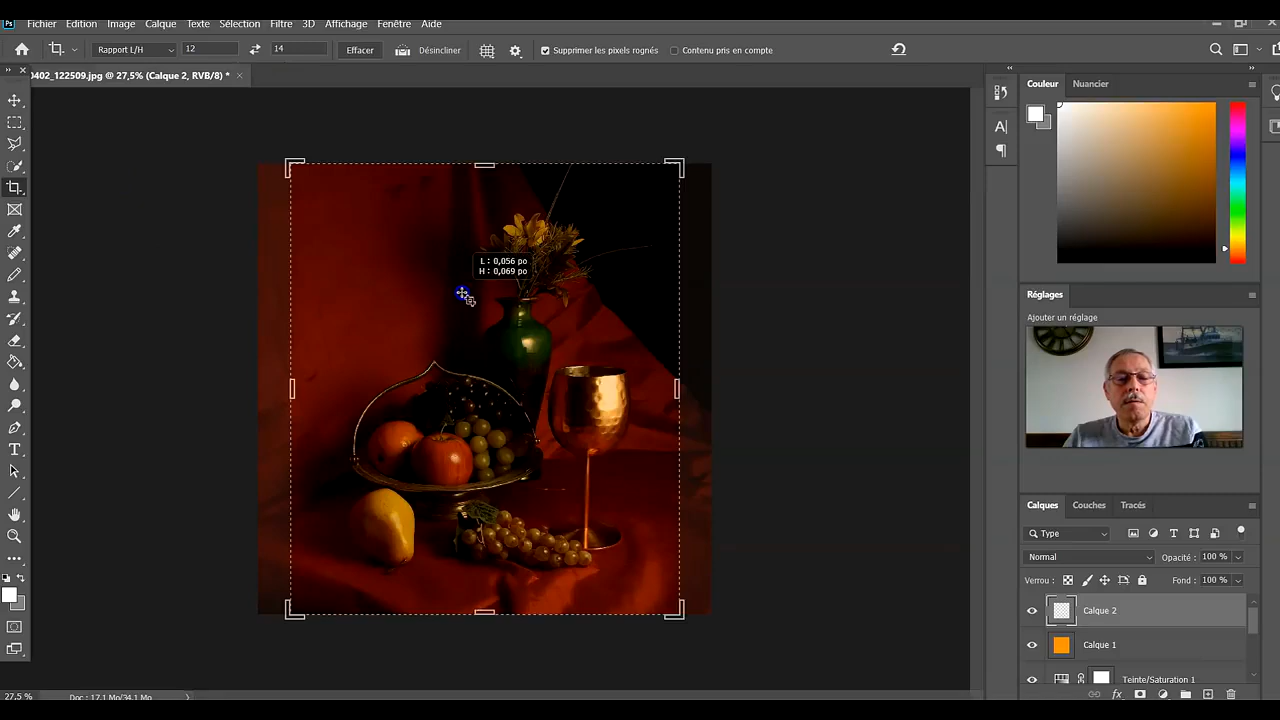 Ps Fichier Edition Image Calque Texte Sélection Filtre 3D Affichage Fenêtre Aide
Rapport L/H 12 14 Effacer Désincliner Supprimer les pixels rognés Contenu pris en compte
0402_122509.jpg @ 27,5% (Calque 2, RVB/8) *
Couleur Nuancier
L : 0,056 po
H : 0,069 po
Réglages
Ajouter un réglage
Calques Couches Tracés
Type
Normal Opacité : 100 %
Verrou : Fond : 100 %
Calque 2
Calque 1
Teinte/Saturation 1
27,5 % Doc : 17,1 Mo/34,1 Mo